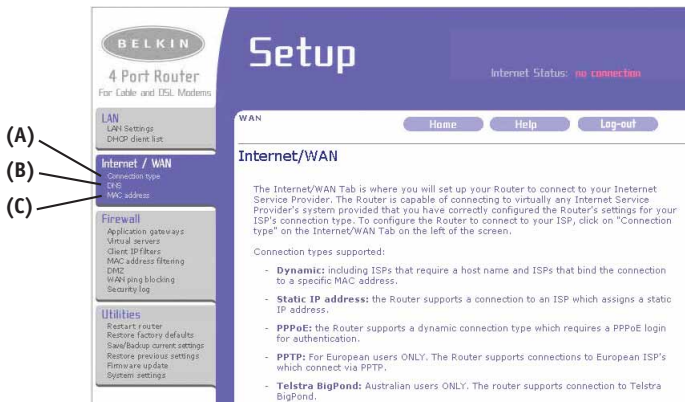 BELKIN
4 Port Router
For Cable and DSL Modems
Setup
Internet Status: no connection
(A)
(B)
(C)
LAN
LAN Settings
DHCP client list
Internet / WAN
Connection type
DNS
MAC address
Firewall
Application gateways
Virtual servers
Client IP filters
MAC address filtering
DMZ
WAN ping blocking
Security log
Utilities
Restart router
Restore factory defaults
Save/Backup current settings
Restore previous settings
Firmware update
System settings
WAN
Home Help Log-out
Internet/WAN
The Internet/WAN Tab is where you will set up your Router to connect to your Inernet
Service Provider. The Router is capable of connecting to virtually any Internet Service
Provider's system provided that you have correctly configured the Router's settings for your
ISP's connection type. To configure the Router to connect to your ISP, click on "Connection
type" on the Internet/WAN Tab on the left of the screen.
Connection types supported:
- Dynamic: including ISPs that require a host name and ISPs that bind the connection
to a specific MAC address.
- Static IP address: the Router supports a connection to an ISP which assigns a static
IP address.
- PPPoE: the Router supports a dynamic connection type which requires a PPPoE login
for authentication.
- PPTP: For European users ONLY. The Router supports connections to European ISP's
which connect via PPTP.
- Telstra BigPond: Australian users ONLY. The router supports connection to Telstra
BigPond.